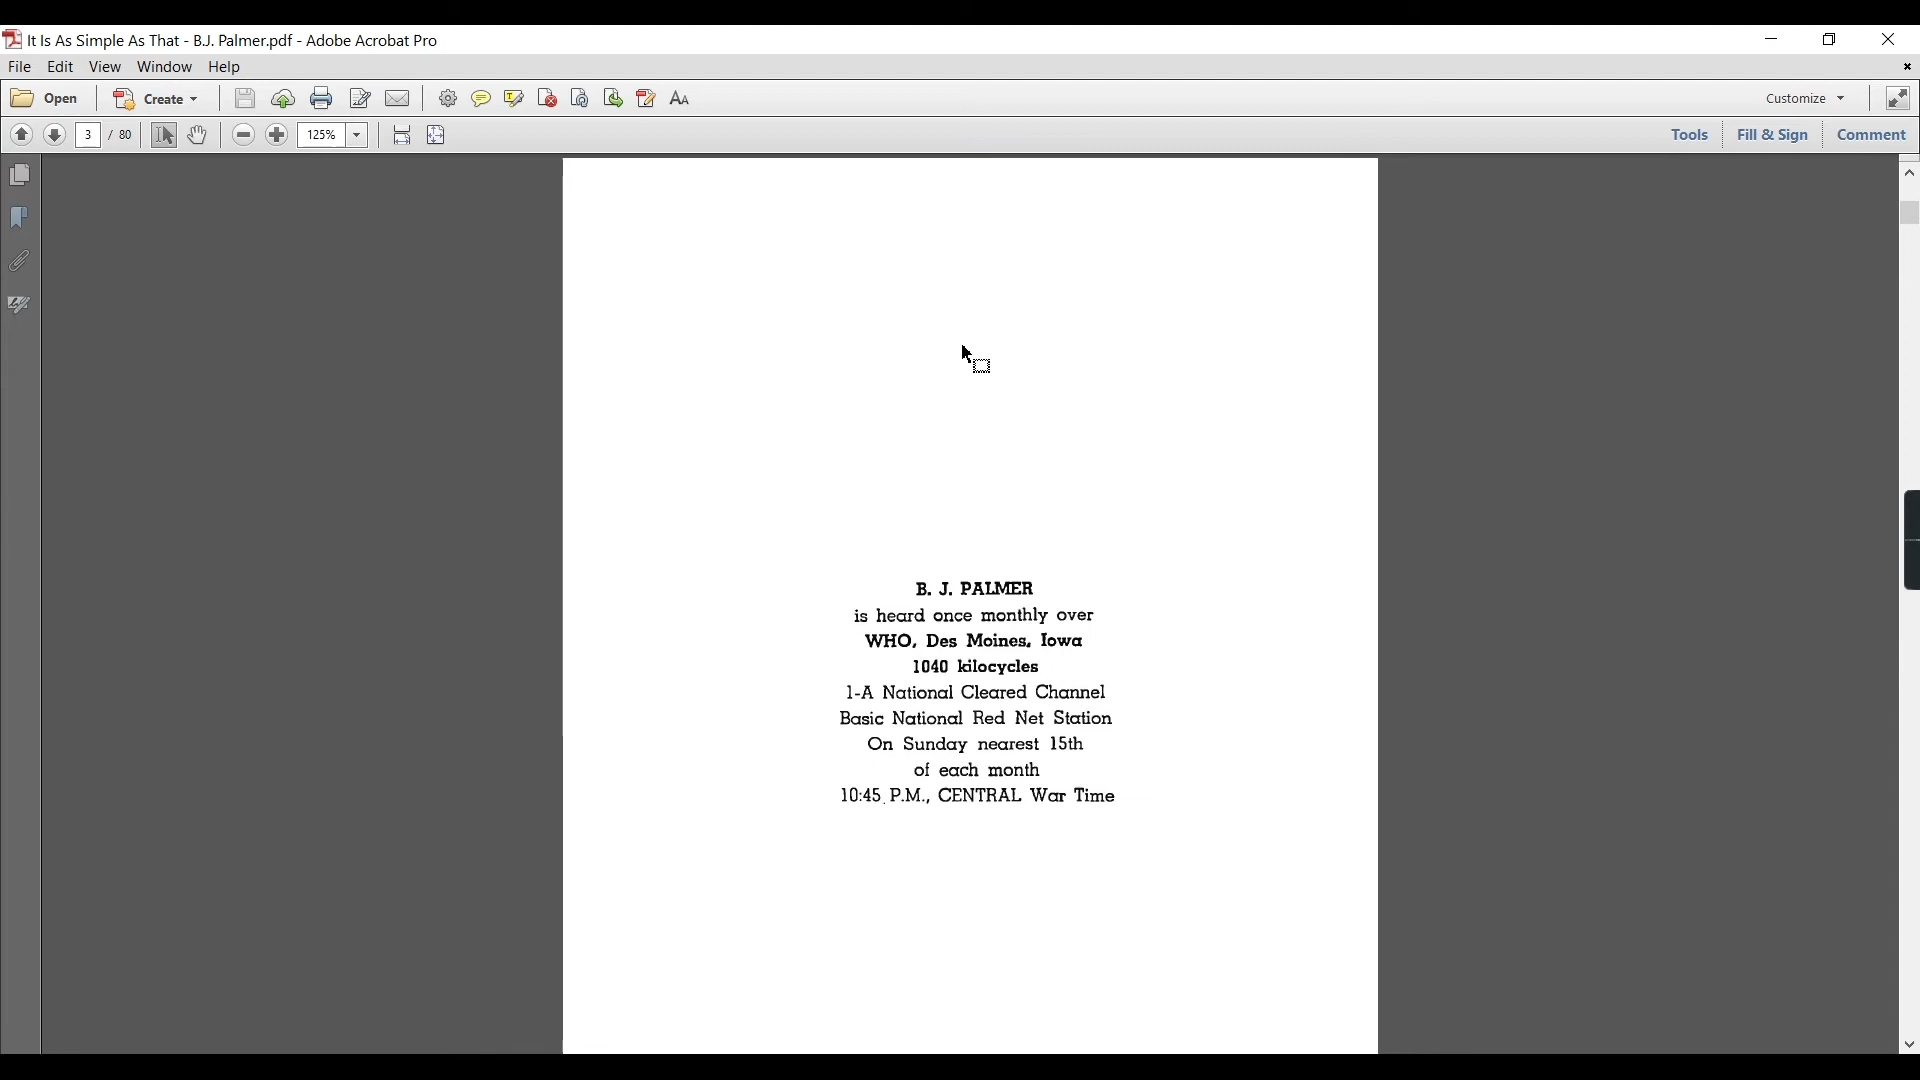 It Is As Simple As That - B.J. Palmer.pdf - Adobe Acrobat Pro
File Edit View Window Help
Open Create Customize
3 / 80 125% Tools Fill & Sign Comment
B. J. PALMER
is heard once monthly over
WHO, Des Moines, Iowa
1040 kilocycles
1-A National Cleared Channel
Basic National Red Net Station
On Sunday nearest 15th
of each month
10:45 P.M., CENTRAL War Time